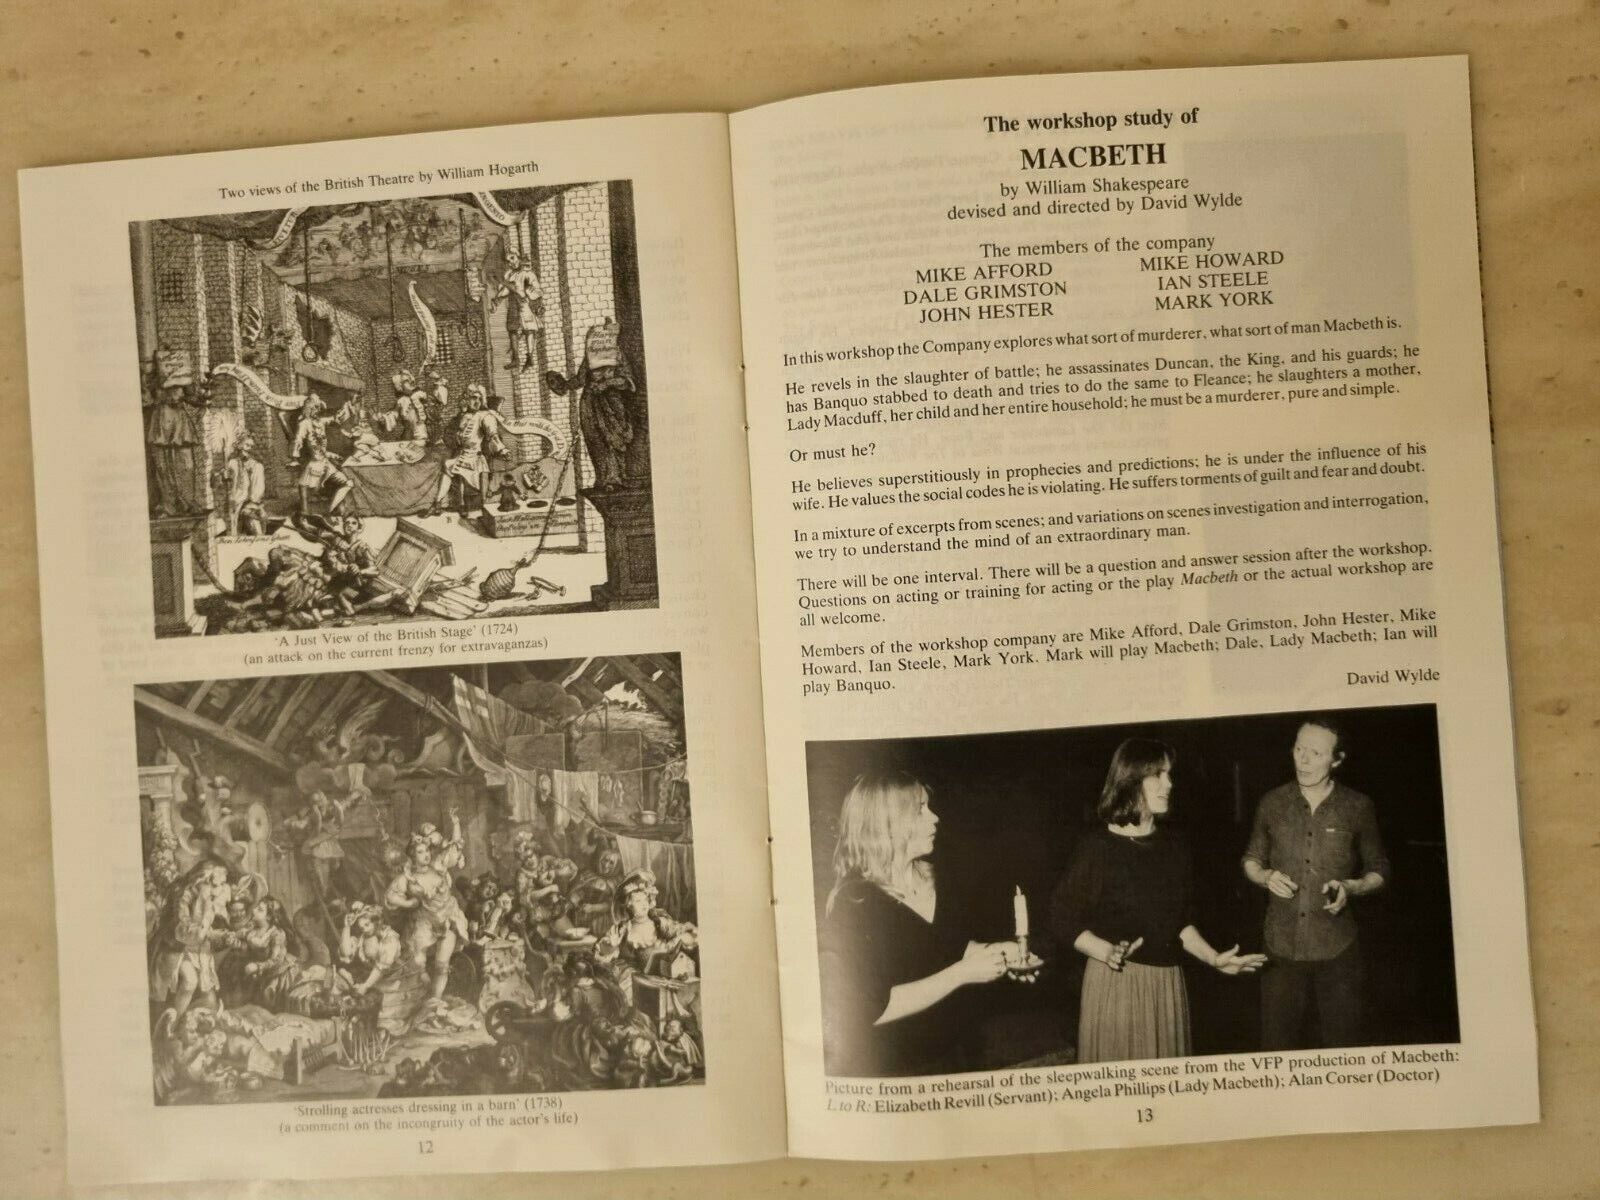 Two views of the British Theatre by William Hogarth
'A Just View of the British Stage' (1724)
(an attack on the current frenzy for extravaganzas)
'Strolling actresses dressing in a barn' (1738)
(a comment on the incongruity of the actor's life)
12
The workshop study of
MACBETH
by William Shakespeare
devised and directed by David Wylde
The members of the company
MIKE AFFORD MIKE HOWARD
DALE GRIMSTON IAN STEELE
JOHN HESTER MARK YORK
In this workshop the Company explores what sort of murderer, what sort of man Macbeth is.
He revels in the slaughter of battle; he assassinates Duncan, the King, and his guards; he
has Banquo stabbed to death and tries to do the same to Fleance; he slaughters a mother,
Lady Macduff, her child and her entire household; he must be a murderer, pure and simple.
Or must he?
He believes superstitiously in prophecies and predictions; he is under the influence of his
wife. He values the social codes he is violating. He suffers torments of guilt and fear and doubt.
In a mixture of excerpts from scenes; and variations on scenes investigation and interrogation,
we try to understand the mind of an extraordinary man.
There will be one interval. There will be a question and answer session after the workshop.
Questions on acting or training for acting or the play Macbeth or the actual workshop are
all welcome.
Members of the workshop company are Mike Afford, Dale Grimston, John Hester, Mike
Howard, Ian Steele, Mark York. Mark will play Macbeth; Dale, Lady Macbeth; Ian will
play Banquo.
David Wylde
Picture from a rehearsal of the sleepwalking scene from the VFP production of Macbeth:
L to R: Elizabeth Revill (Servant); Angela Phillips (Lady Macbeth); Alan Corser (Doctor)
13